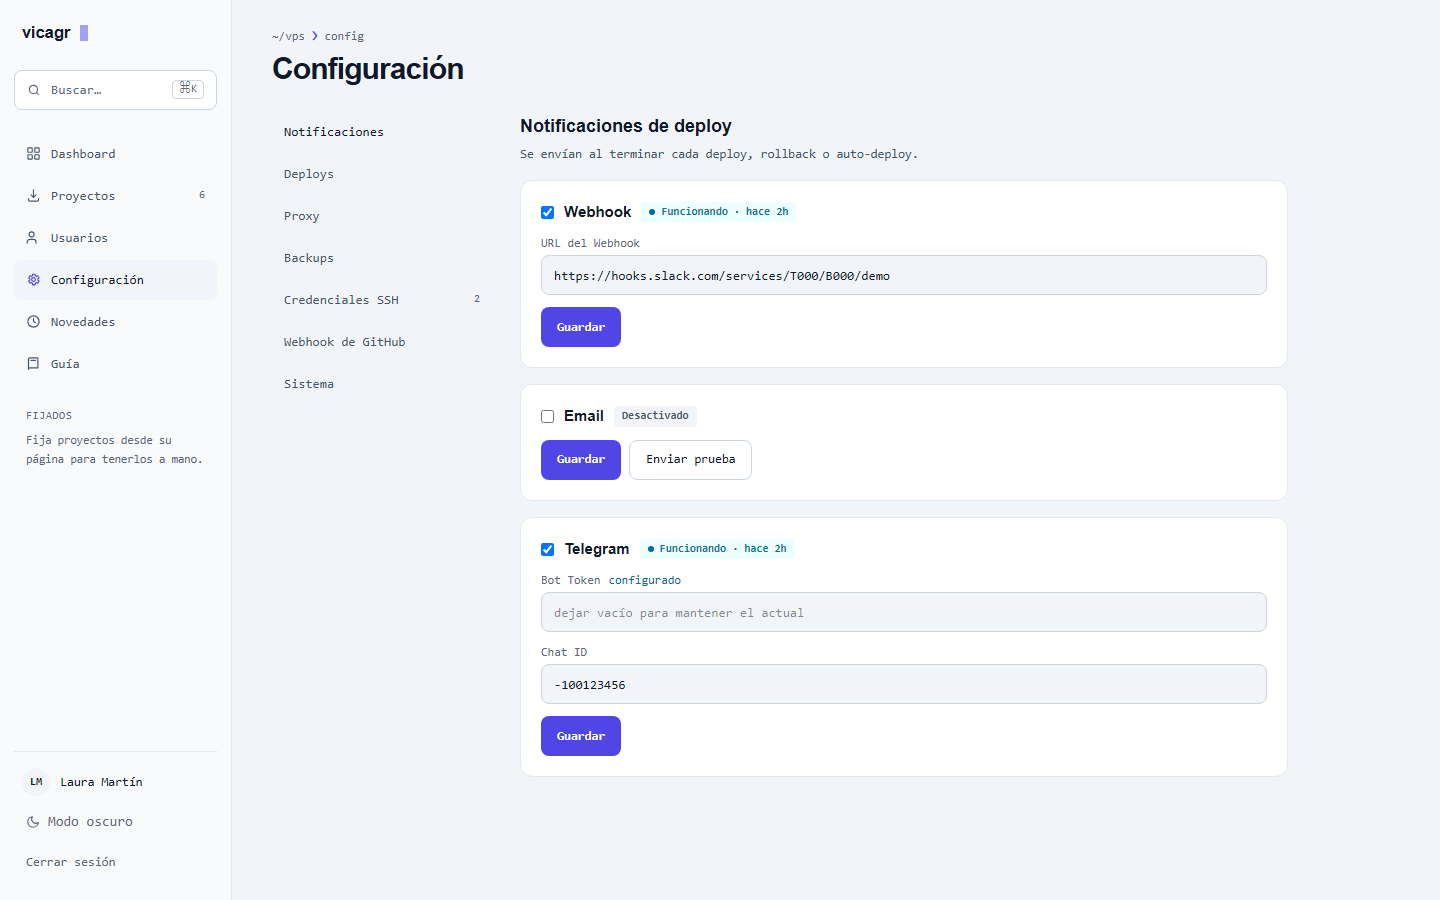 vicagr
Buscar…
⌘K
Dashboard
Proyectos 6
Usuarios
Configuración
Novedades
Guía
FIJADOS
Fija proyectos desde su
página para tenerlos a mano.
LM Laura Martín
Modo oscuro
Cerrar sesión
~/vps ❯ config
Configuración
Notificaciones
Deploys
Proxy
Backups
Credenciales SSH 2
Webhook de GitHub
Sistema
Notificaciones de deploy
Se envían al terminar cada deploy, rollback o auto-deploy.
Webhook ● Funcionando · hace 2h
URL del Webhook
https://hooks.slack.com/services/T000/B000/demo
Guardar
Email Desactivado
Guardar Enviar prueba
Telegram ● Funcionando · hace 2h
Bot Token configurado
dejar vacío para mantener el actual
Chat ID
-100123456
Guardar